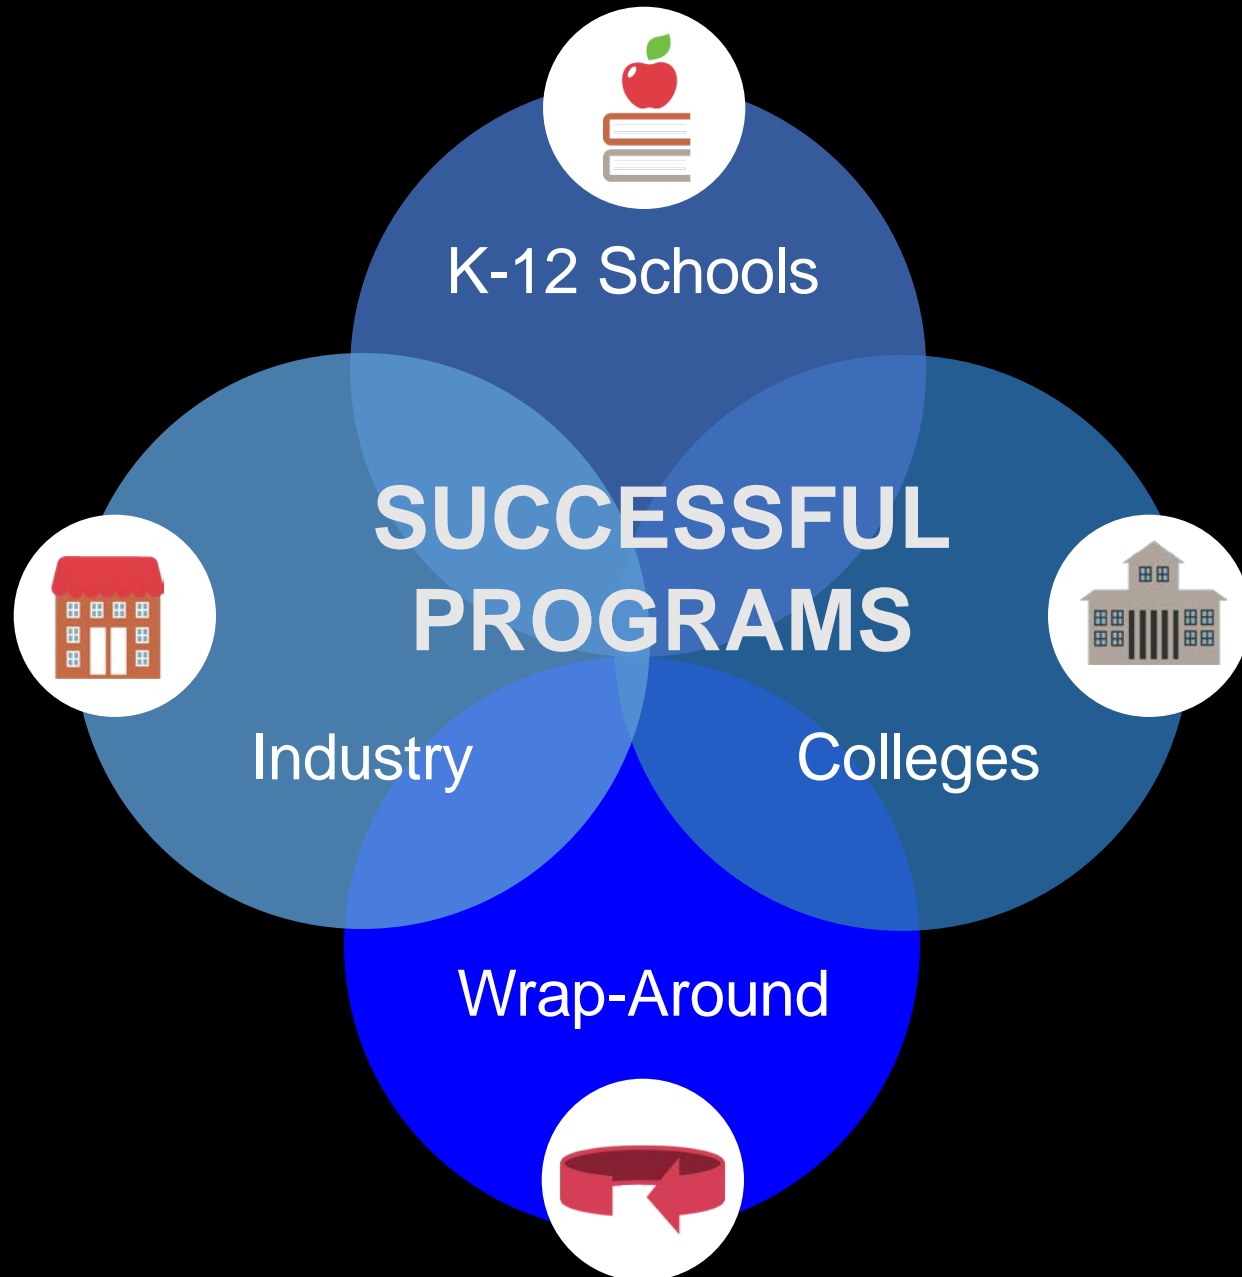 K-12 Schools
SUCCESSFUL
PROGRAMS
Industry
Colleges
Wrap-Around